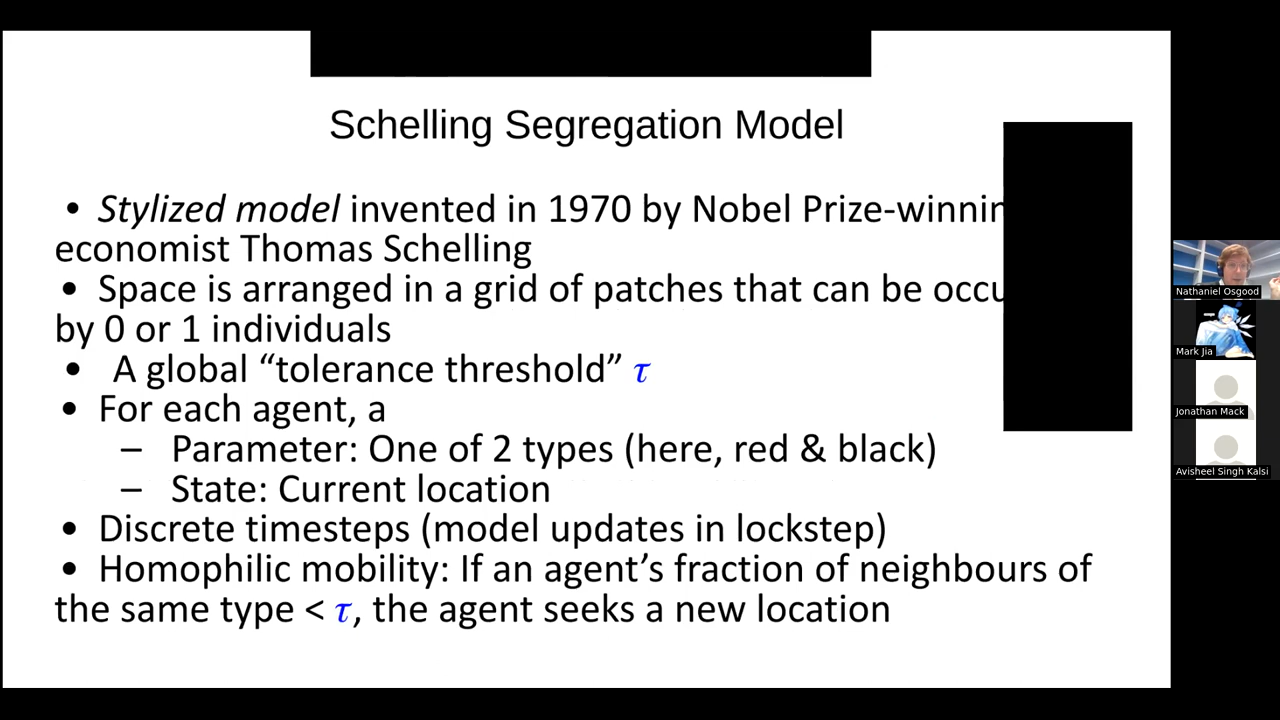 Schelling Segregation Model
• Stylized model invented in 1970 by Nobel Prize-winnin
economist Thomas Schelling
• Space is arranged in a grid of patches that can be occu
by 0 or 1 individuals
• A global “tolerance threshold” τ
• For each agent, a
– Parameter: One of 2 types (here, red & black)
– State: Current location
• Discrete timesteps (model updates in lockstep)
• Homophilic mobility: If an agent’s fraction of neighbours of
the same type < τ, the agent seeks a new location
Nathaniel Osgood
Mark Jia
Jonathan Mack
Avisheel Singh Kalsi